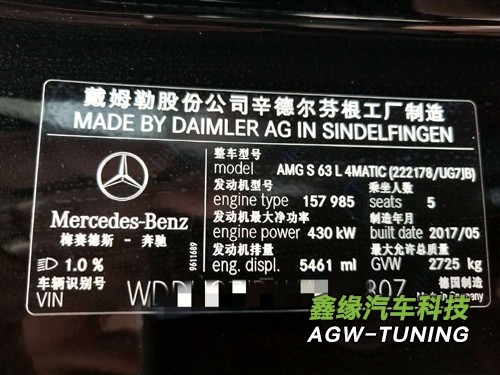 戴姆勒股份公司辛德尔芬根工厂制造
MADE BY DAIMLER AG IN SINDELFINGEN
整车型号
model AMG S 63 L 4MATIC (222178/UG7JB)
发动机型号 乘坐人数
engine type 157 985 seats 5
发动机最大净功率 制造年月
engine power 430 kW built date 2017/05
发动机排量 最大允许总质量
eng. displ. 5461 ml GVW 2725 kg
Mercedes-Benz
梅赛德斯 - 奔驰
9611689
1.0 %
车辆识别号 德国制造
VIN Made in Germany
鑫缘汽车科技
AGW-TUNING